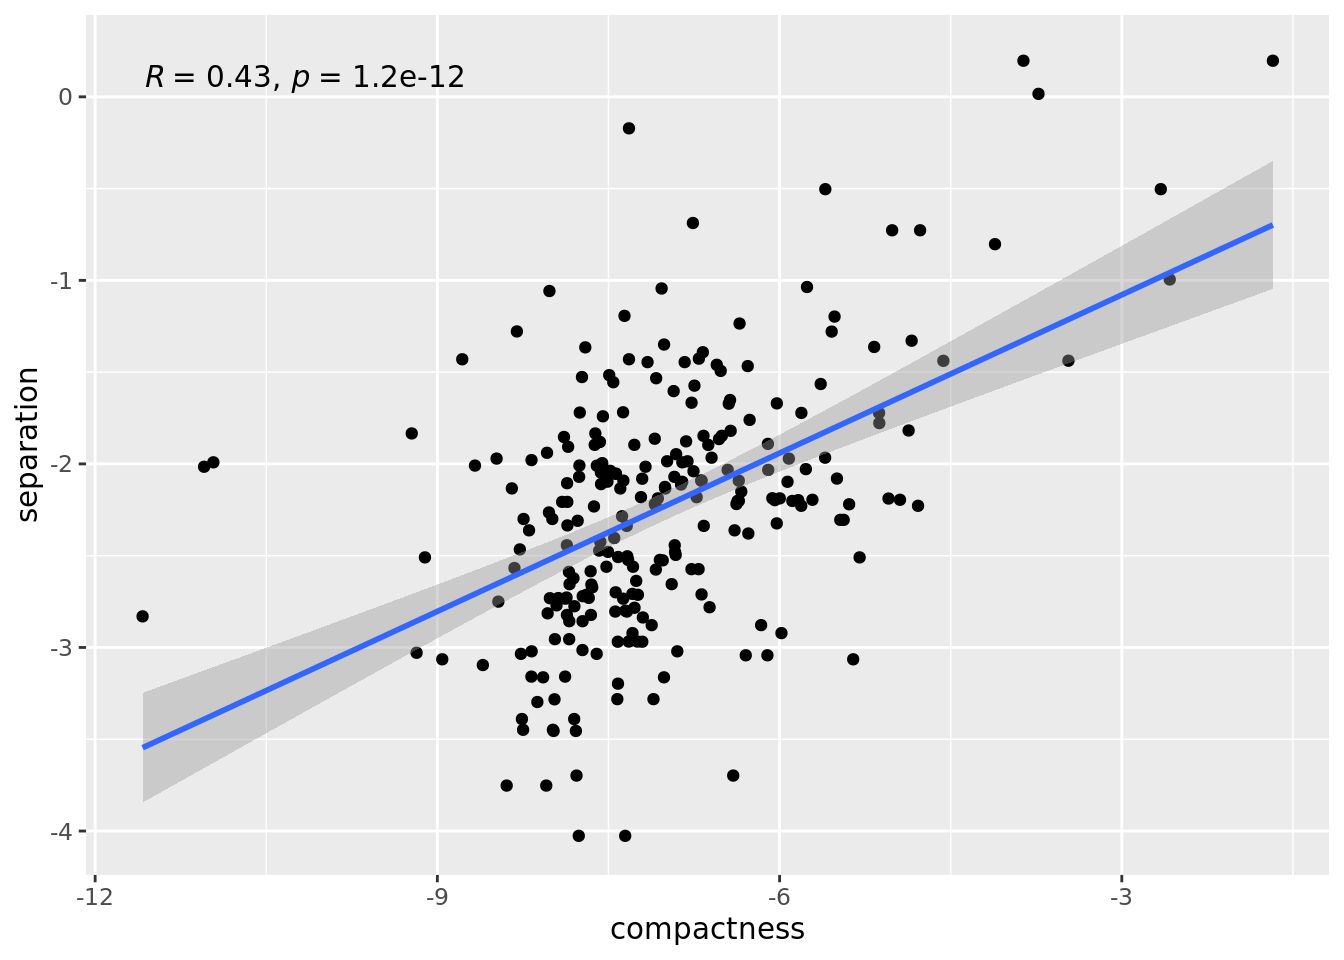 R = 0.43, p = 1.2e-12
0
-1
-2
-3
-4
separation
-12 -9 -6 -3
compactness